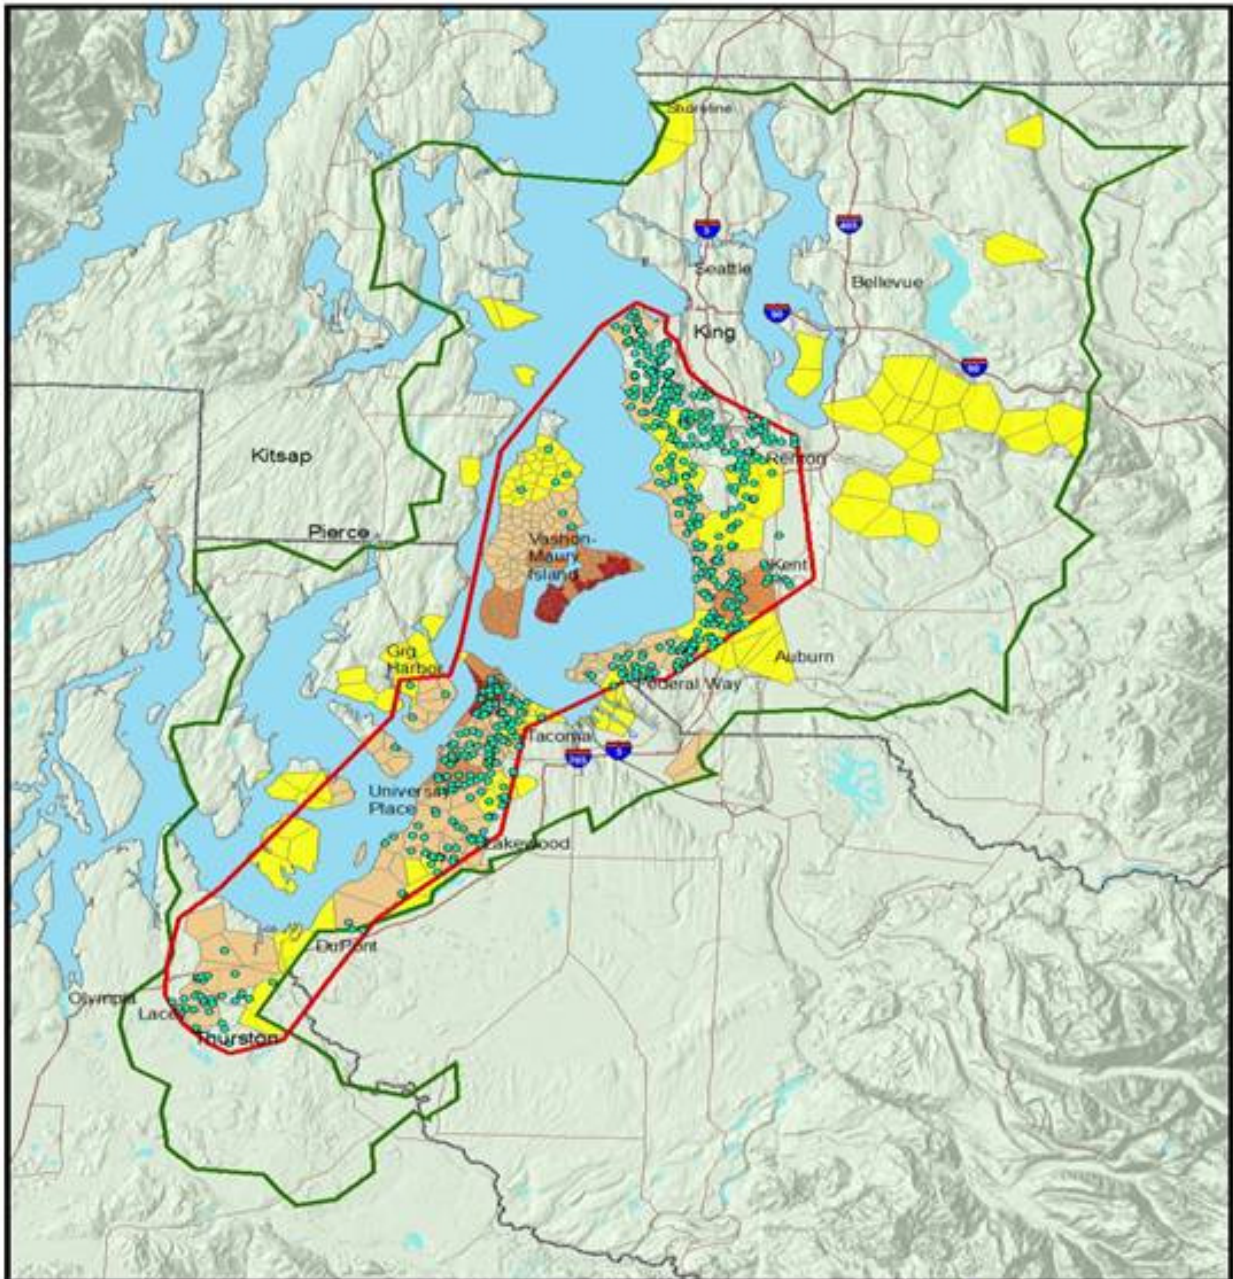 Shoreline
5
405
Seattle
Bellevue
90
King
90
Kitsap
Renton
Pierce
Vashon-
Maury
Island
Kent
Gig
Harbor
Auburn
Federal Way
Tacoma
705
5
University
Place
Lakewood
DuPont
Olympia
Lacey
Thurston